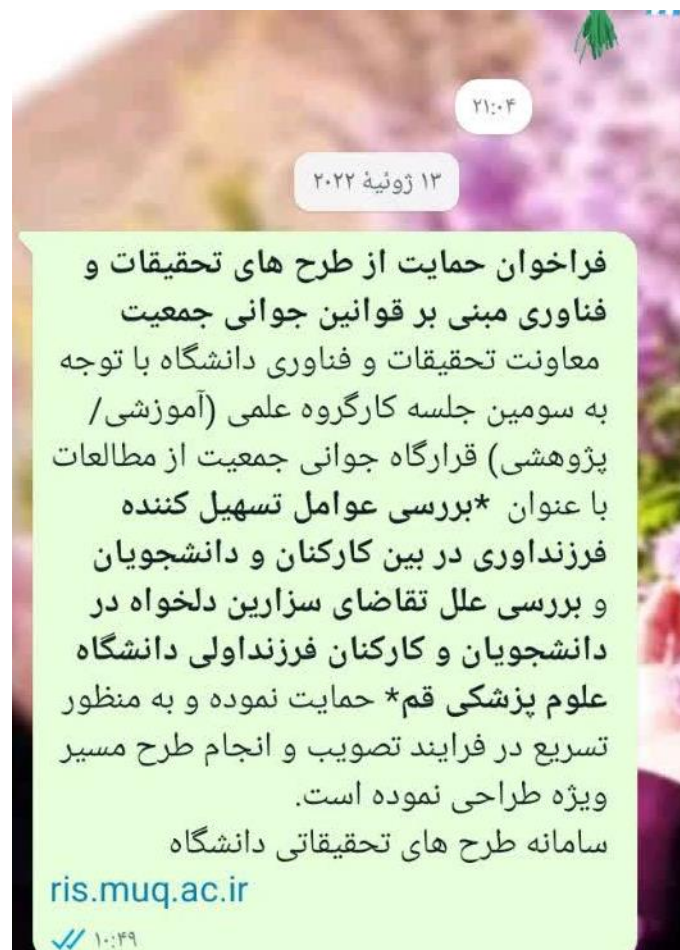 ۲۱:۰۴
۱۳ ژوئیهٔ ۲۰۲۲
فراخوان حمایت از طرح های تحقیقات و
فناوری مبنی بر قوانین جوانی جمعیت
معاونت تحقیقات و فناوری دانشگاه با توجه
به سومین جلسه کارگروه علمی (آموزشی/
پژوهشی) قرارگاه جوانی جمعیت از مطالعات
با عنوان *بررسی عوامل تسهیل کننده
فرزنداوری در بین کارکنان و دانشجویان
و بررسی علل تقاضای سزارین دلخواه در
دانشجویان و کارکنان فرزنداولی دانشگاه
علوم پزشکی قم* حمایت نموده و به منظور
تسریع در فرایند تصویب و انجام طرح مسیر
ویژه طراحی نموده است.
سامانه طرح های تحقیقاتی دانشگاه
ris.muq.ac.ir
۱۰:۴۹